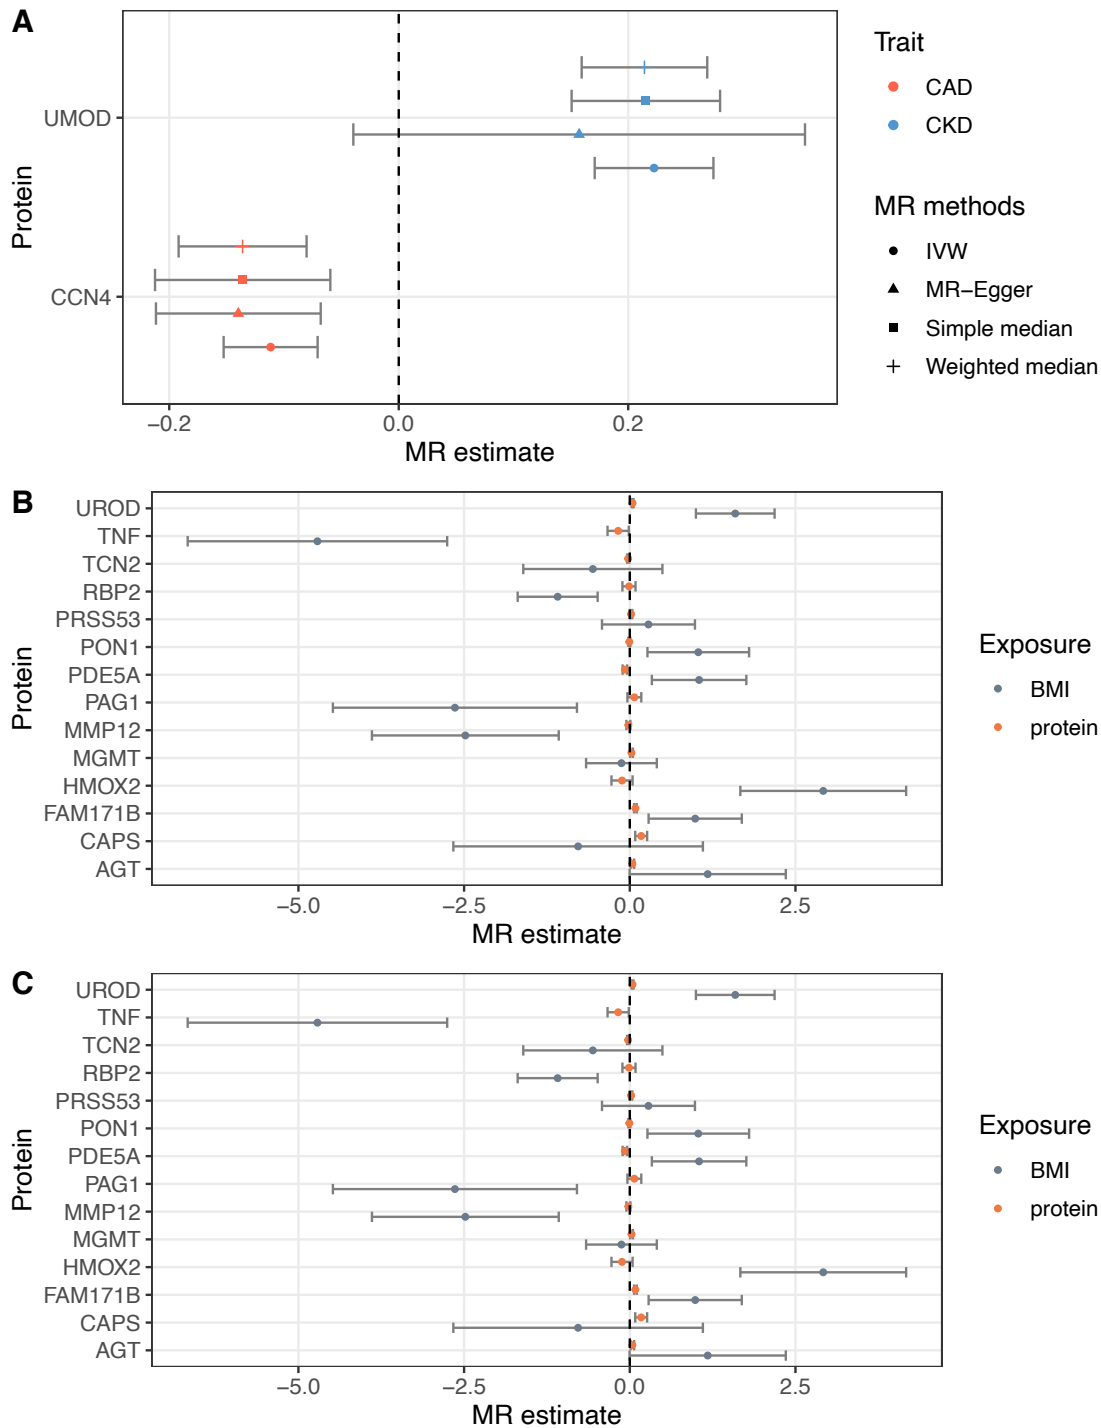 A
UMOD
CCN4
Protein
−0.2
0.0
0.2
MR estimate
Trait
CAD
CKD
MR methods
IVW
MR−Egger
Simple median
Weighted median
B
UROD
TNF
TCN2
RBP2
PRSS53
PON1
PDE5A
PAG1
MMP12
MGMT
HMOX2
FAM171B
CAPS
AGT
Protein
−5.0
−2.5
0.0
2.5
MR estimate
Exposure
BMI
protein
C
UROD
TNF
TCN2
RBP2
PRSS53
PON1
PDE5A
PAG1
MMP12
MGMT
HMOX2
FAM171B
CAPS
AGT
Protein
−5.0
−2.5
0.0
2.5
MR estimate
Exposure
BMI
protein